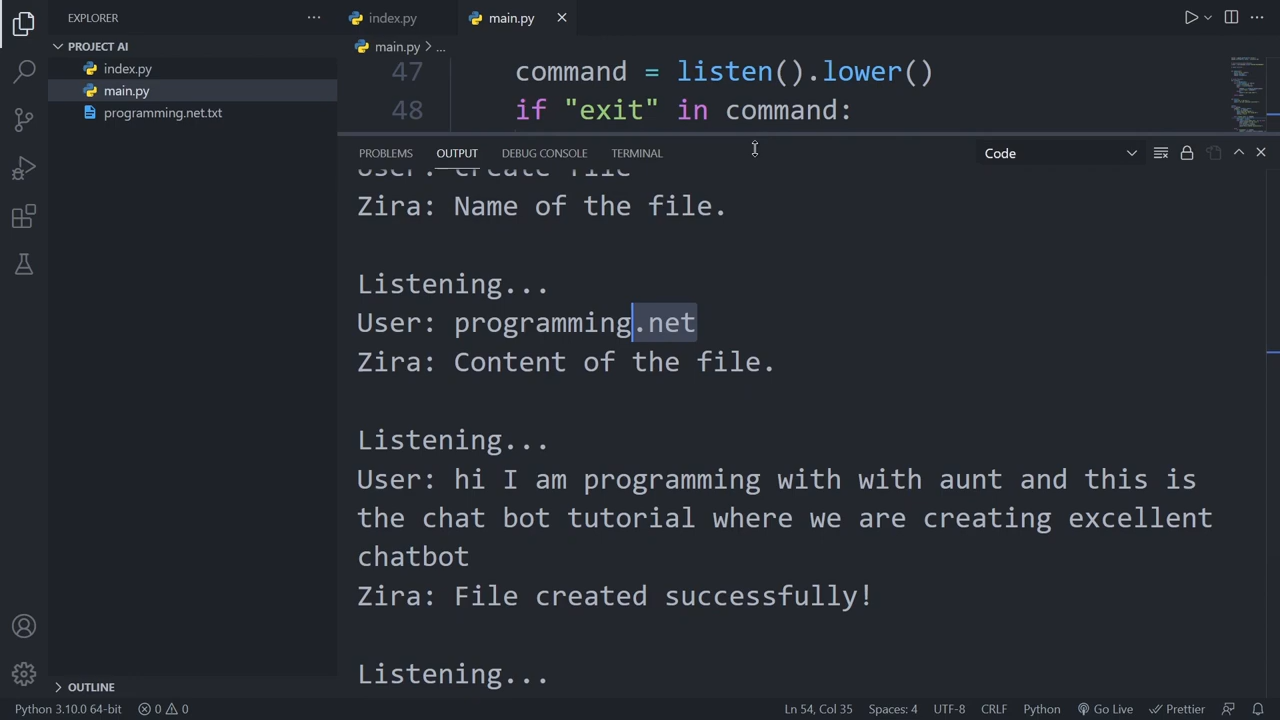 EXPLORER
PROJECT AI
index.py
main.py
programming.net.txt
OUTLINE
index.py
main.py
main.py > ...
47 command = listen().lower()
48 if "exit" in command:
PROBLEMS OUTPUT DEBUG CONSOLE TERMINAL Code
User: create file
Zira: Name of the file.
Listening...
User: programming.net
Zira: Content of the file.
Listening...
User: hi I am programming with with aunt and this is
the chat bot tutorial where we are creating excellent
chatbot
Zira: File created successfully!
Listening...
Python 3.10.0 64-bit 0 0 Ln 54, Col 35 Spaces: 4 UTF-8 CRLF Python Go Live Prettier